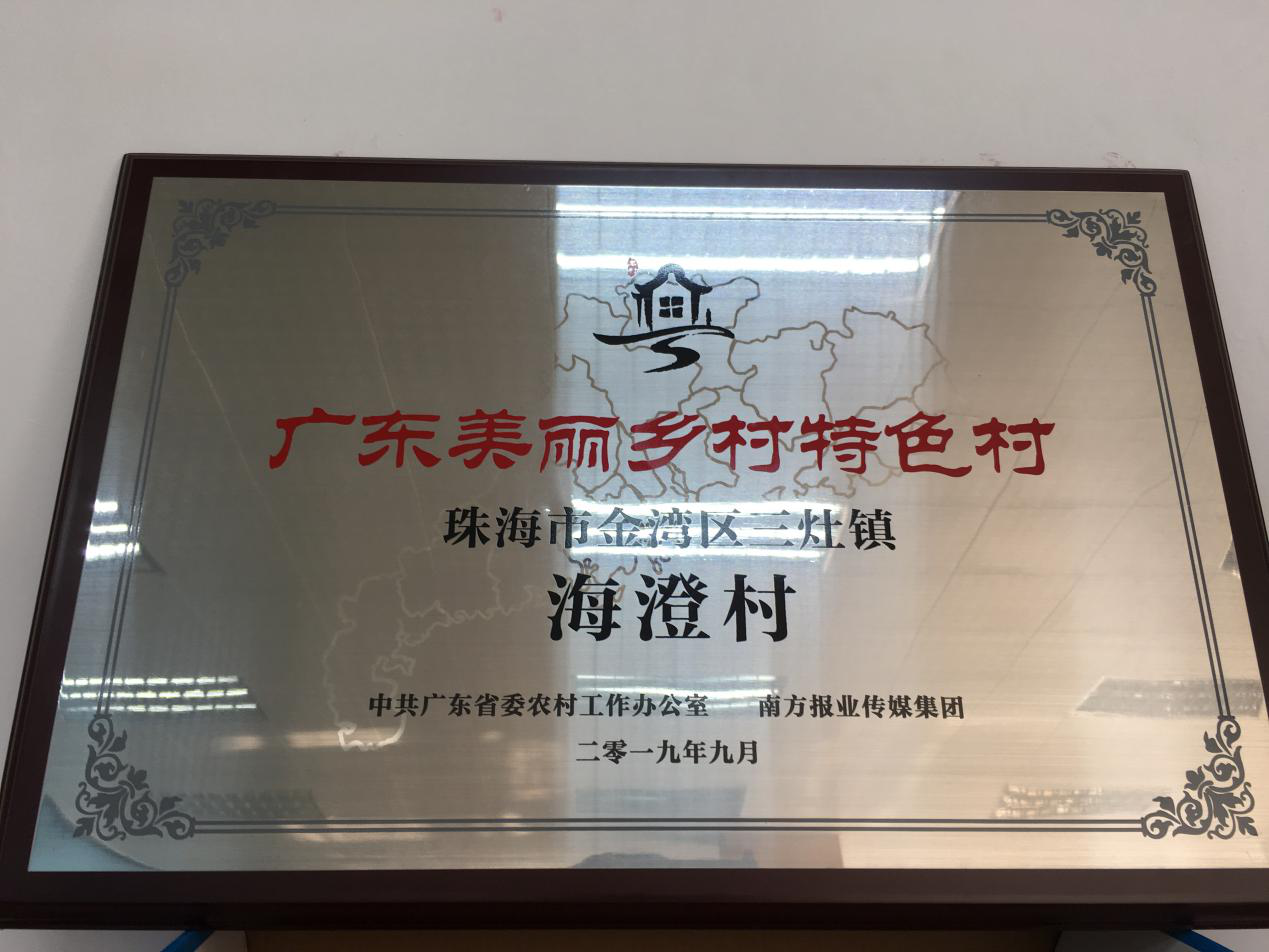 广东美丽乡村特色村
珠海市金湾区三灶镇
海澄村
中共广东省委农村工作办公室 南方报业传媒集团
二零一九年九月